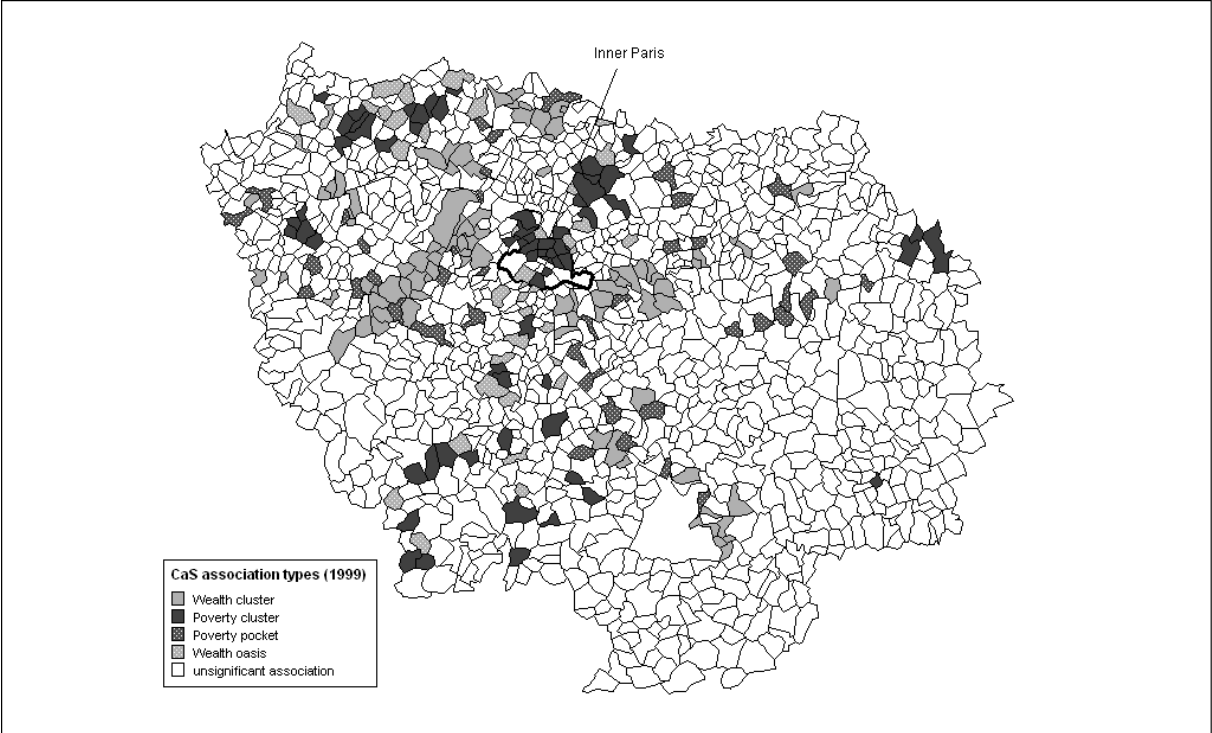 Inner Paris
CaS association types (1999)
Wealth cluster
Poverty cluster
Poverty pocket
Wealth oasis
unsignificant association